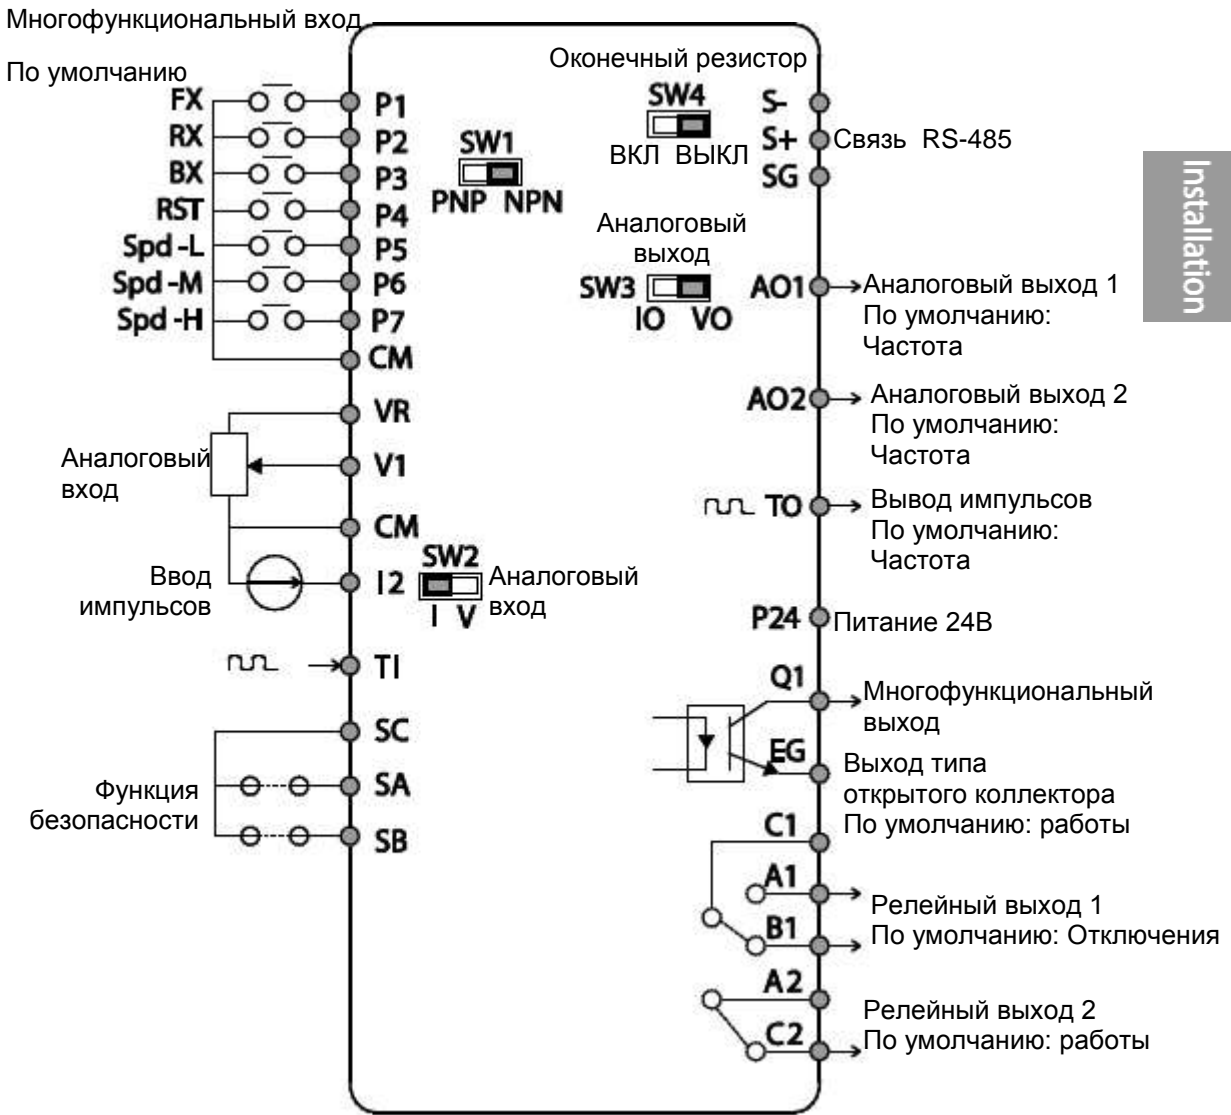 Многофункциональный вход
По умолчанию
FX
P1
RX
P2
BX
P3
RST
P4
Spd -L
P5
Spd -M
P6
Spd -H
P7
CM
SW1
PNP NPN
Оконечный резистор
SW4
ВКЛ ВЫКЛ
S-
S+
SG
Связь RS-485
Аналоговый
выход
SW3
IO VO
AO1
Аналоговый выход 1
По умолчанию:
Частота
AO2
Аналоговый выход 2
По умолчанию:
Частота
TO
Вывод импульсов
По умолчанию:
Частота
VR
Аналоговый
вход
V1
CM
Ввод
импульсов
I2
SW2
I V
Аналоговый
вход
TI
P24
Питание 24В
Q1
Многофункциональный
выход
EG
Выход типа
открытого коллектора
По умолчанию: работы
SC
Функция
безопасности
SA
SB
C1
A1
B1
Релейный выход 1
По умолчанию: Отключения
A2
C2
Релейный выход 2
По умолчанию: работы
Installation